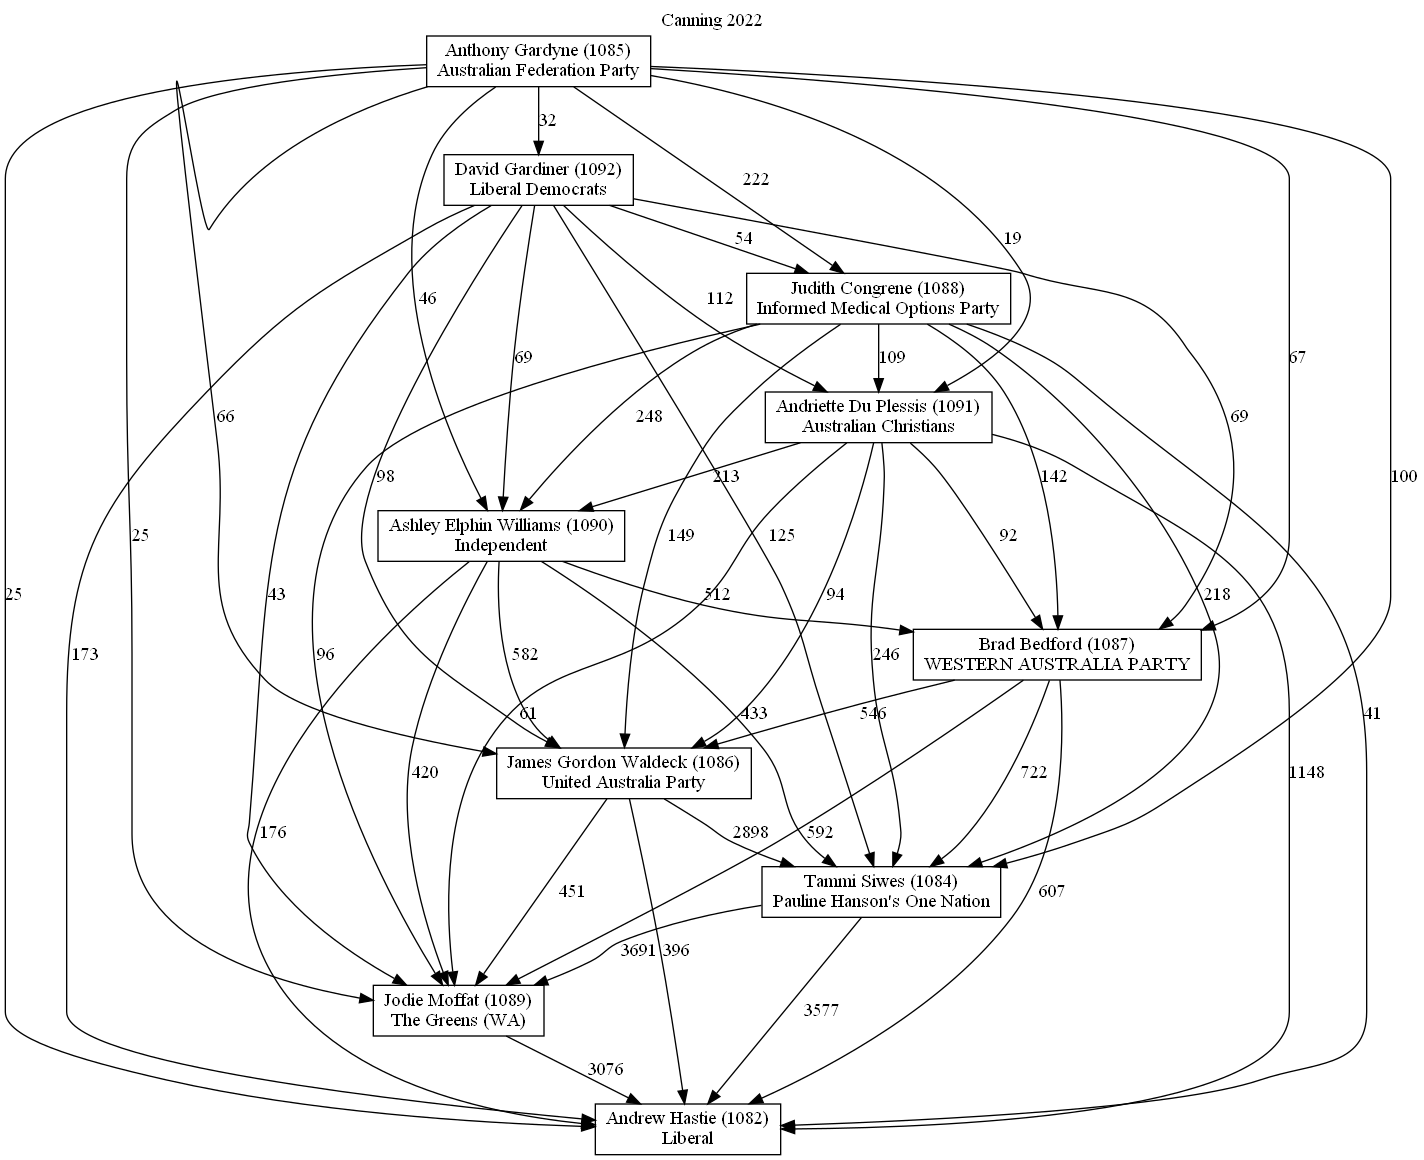 Canning 2022
Anthony Gardyne (1085)
Australian Federation Party
32
David Gardiner (1092)
Liberal Democrats
222
54
19
Judith Congrene (1088)
Informed Medical Options Party
46
112
69
109
67
248
66
69
Andriette Du Plessis (1091)
Australian Christians
98
213
142
100
Ashley Elphin Williams (1090)
Independent
25
25
149
125
92
43
512
94
218
173
96
582
246
Brad Bedford (1087)
WESTERN AUSTRALIA PARTY
61
433
546
41
James Gordon Waldeck (1086)
United Australia Party
420
722
1148
176
2898
592
Tammi Siwes (1084)
Pauline Hanson's One Nation
451
607
3691
396
Jodie Moffat (1089)
The Greens (WA)
3577
3076
Andrew Hastie (1082)
Liberal